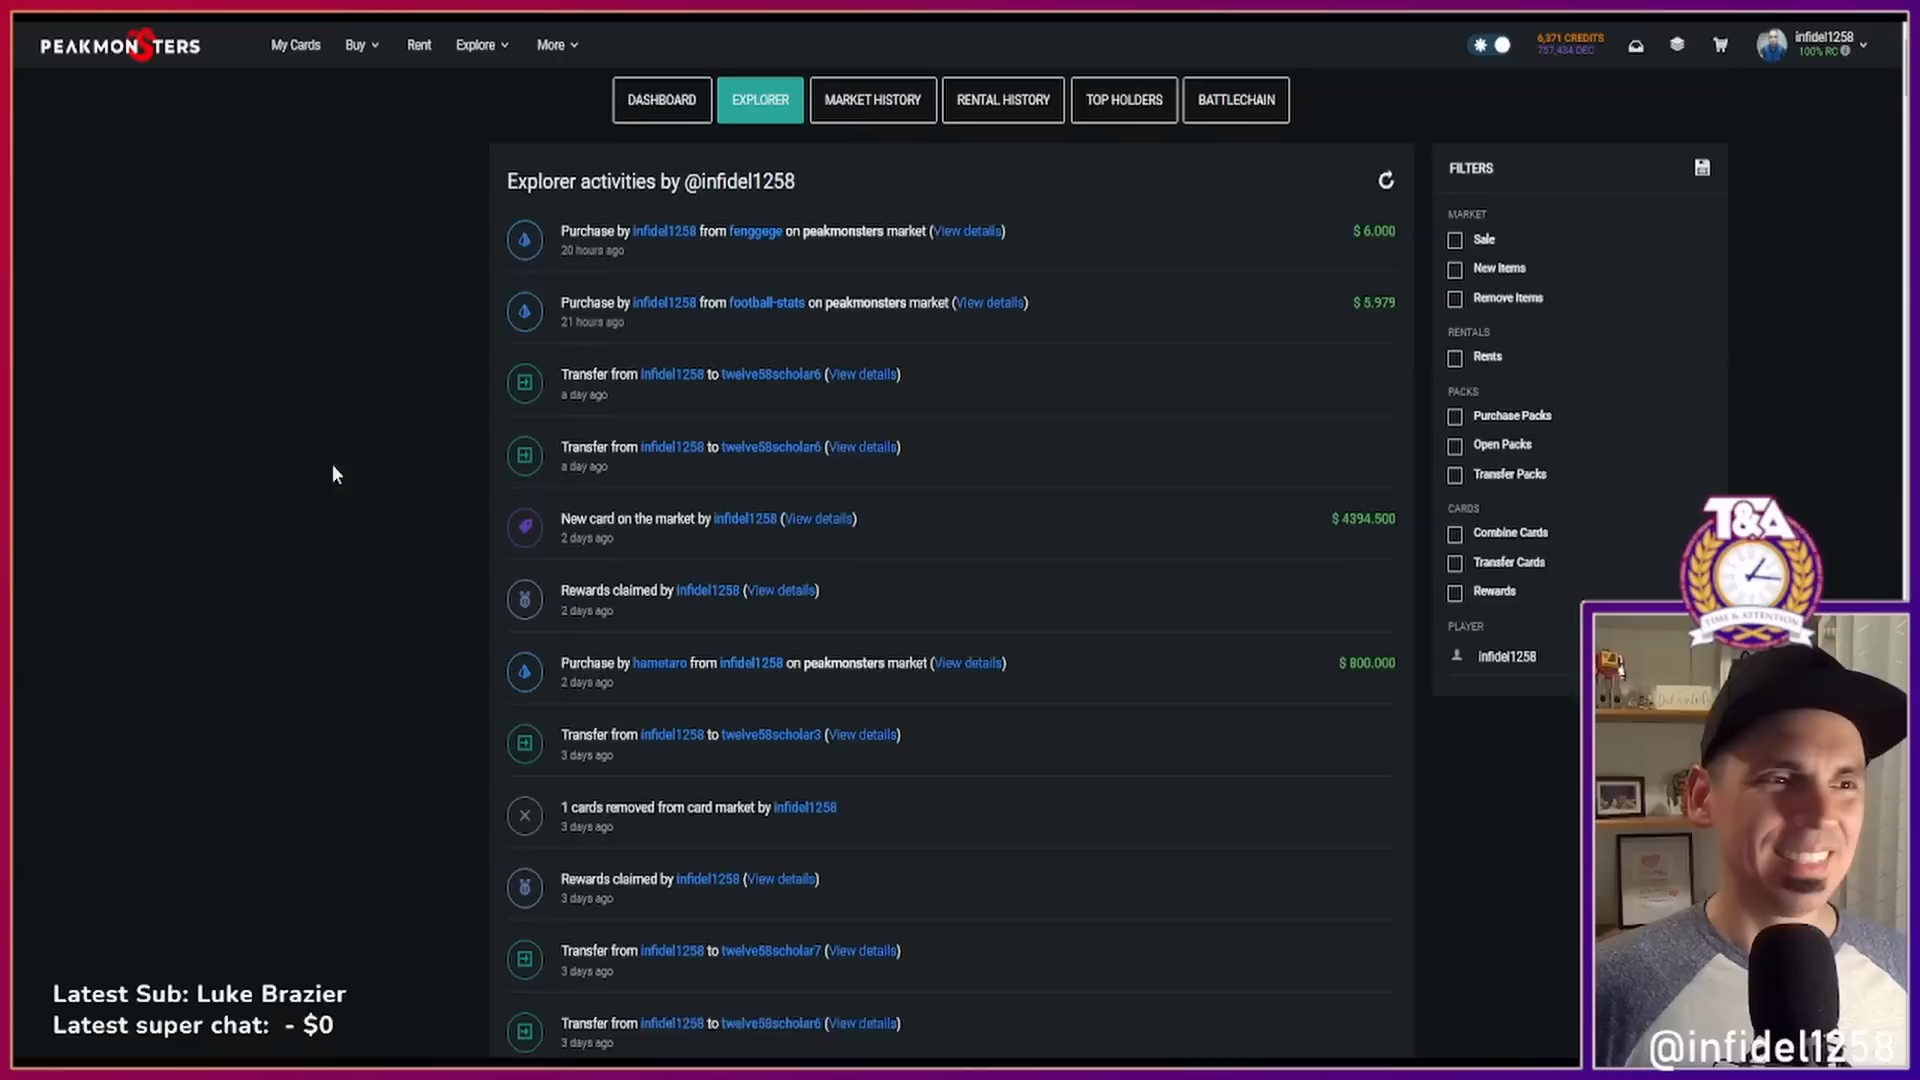 PEAKMONSTERS
My Cards
Buy
Rent
Explore
More
6,371 CREDITS
737,434 DEC
infidel1258
100% RC
DASHBOARD
EXPLORER
MARKET HISTORY
RENTAL HISTORY
TOP HOLDERS
BATTLECHAIN
Explorer activities by @infidel1258
Purchase by infidel1258 from fenggege on peakmonsters market (View details)
$ 6.000
20 hours ago
Purchase by infidel1258 from football-stats on peakmonsters market (View details)
$ 5.979
21 hours ago
Transfer from infidel1258 to twelve58scholar6 (View details)
a day ago
Transfer from infidel1258 to twelve58scholar6 (View details)
a day ago
New card on the market by infidel1258 (View details)
$ 4394.500
2 days ago
Rewards claimed by infidel1258 (View details)
2 days ago
Purchase by hametaro from infidel1258 on peakmonsters market (View details)
$ 800.000
2 days ago
Transfer from infidel1258 to twelve58scholar3 (View details)
3 days ago
1 cards removed from card market by infidel1258
3 days ago
Rewards claimed by infidel1258 (View details)
3 days ago
Transfer from infidel1258 to twelve58scholar7 (View details)
3 days ago
Transfer from infidel1258 to twelve58scholar6 (View details)
3 days ago
FILTERS
MARKET
Sale
New Items
Remove Items
RENTALS
Rents
PACKS
Purchase Packs
Open Packs
Transfer Packs
CARDS
Combine Cards
Transfer Cards
Rewards
PLAYER
infidel1258
T&A
TIME & ATTENTION
Latest Sub: Luke Brazier
Latest super chat:  - $0
@infidel1258